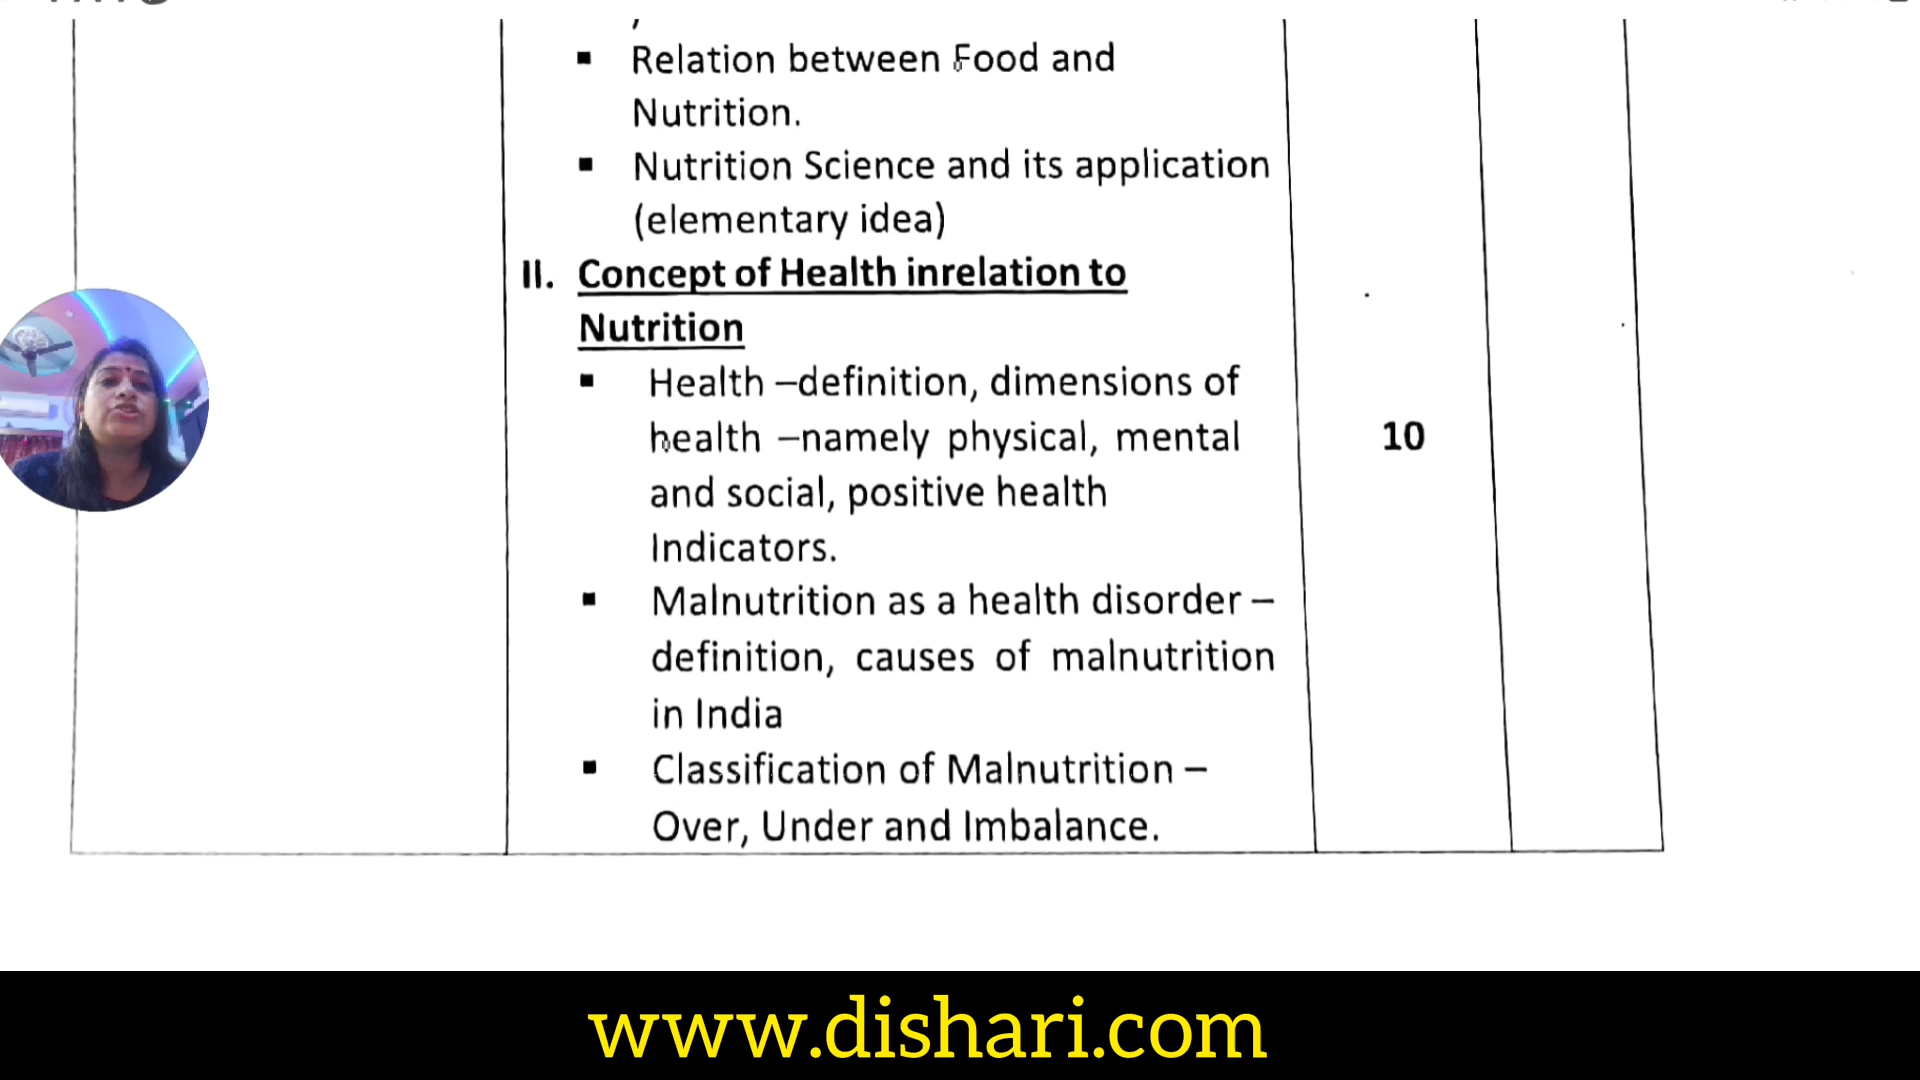 ▪ Relation between Food and
Nutrition.
▪ Nutrition Science and its application
(elementary idea)
II. Concept of Health inrelation to
Nutrition
▪ Health –definition, dimensions of
health –namely physical, mental
and social, positive health
Indicators.
10
▪ Malnutrition as a health disorder –
definition, causes of malnutrition
in India
▪ Classification of Malnutrition –
Over, Under and Imbalance.
www.dishari.com